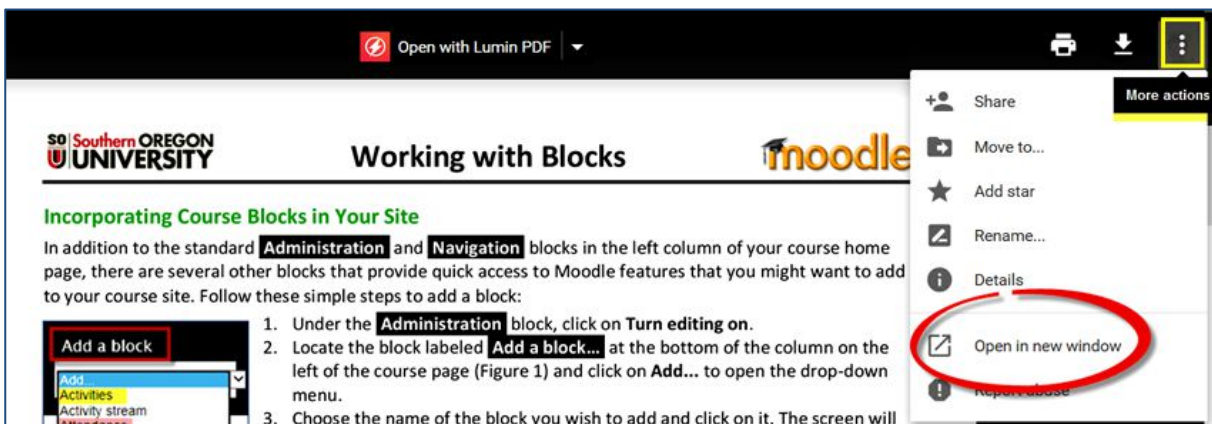 Open with Lumin PDF
More actions
Share
Move to...
Add star
Rename...
Details
Open in new window
Report abuse
SO Southern OREGON
U UNIVERSITY
Working with Blocks
moodle
Incorporating Course Blocks in Your Site
In addition to the standard Administration and Navigation blocks in the left column of your course home
page, there are several other blocks that provide quick access to Moodle features that you might want to add
to your course site. Follow these simple steps to add a block:
Add a block
Add...
Activities
Activity stream
Attendance
1. Under the Administration block, click on Turn editing on.
2. Locate the block labeled Add a block... at the bottom of the column on the
left of the course page (Figure 1) and click on Add... to open the drop-down
menu.
3. Choose the name of the block you wish to add and click on it. The screen will